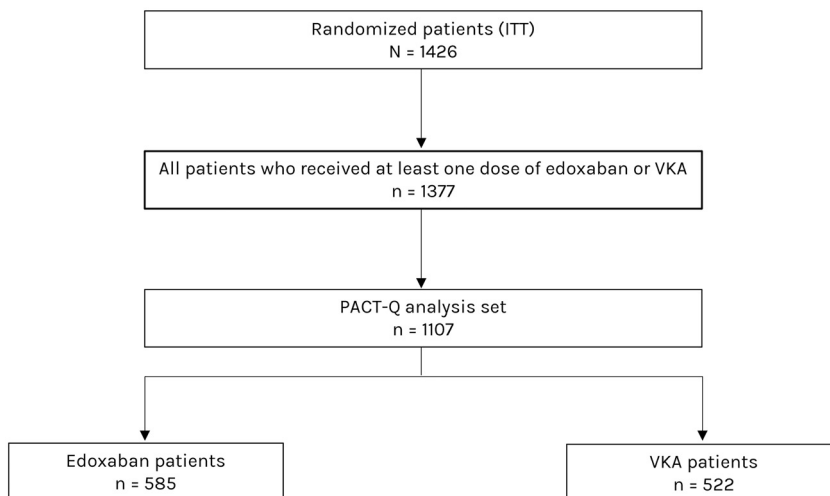 Randomized patients (ITT)
N = 1426
All patients who received at least one dose of edoxaban or VKA
n = 1377
PACT-Q analysis set
n = 1107
Edoxaban patients
n = 585
VKA patients
n = 522